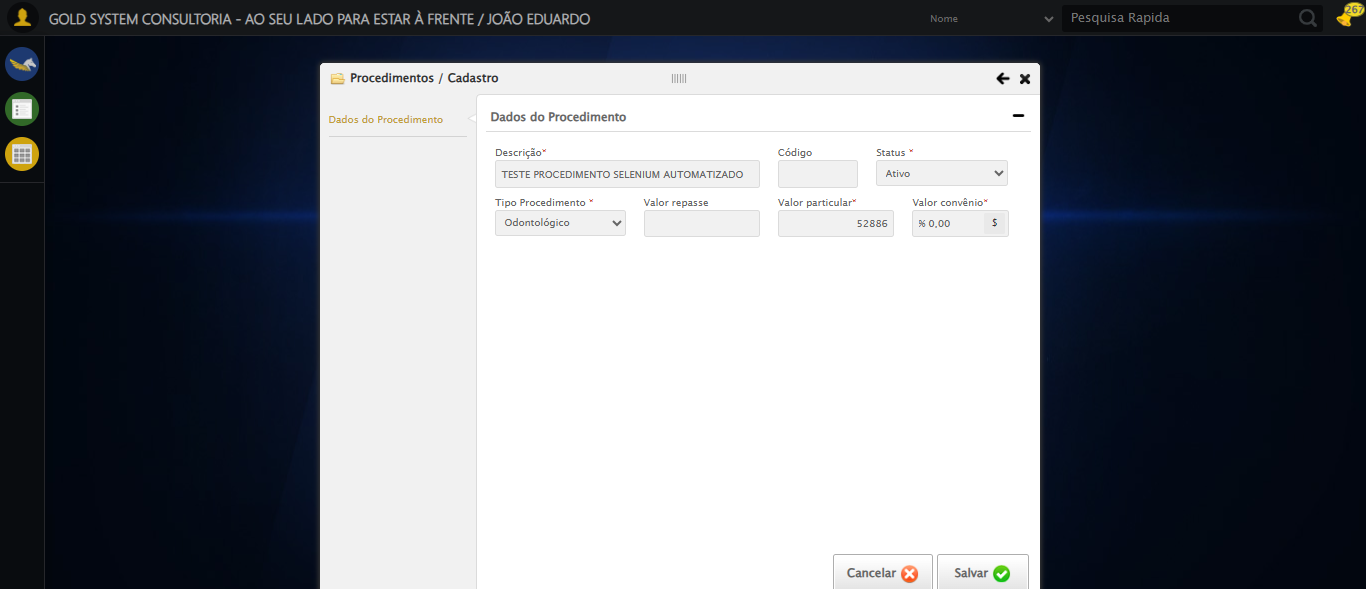 GOLD SYSTEM CONSULTORIA - AO SEU LADO PARA ESTAR À FRENTE / JOÃO EDUARDO
Nome
Pesquisa Rapida
267
Procedimentos / Cadastro
Dados do Procedimento
Dados do Procedimento
Descrição* Código Status *
TESTE PROCEDIMENTO SELENIUM AUTOMATIZADO Ativo
Tipo Procedimento * Valor repasse Valor particular* Valor convênio*
Odontológico 52886 % 0,00 $
Cancelar Salvar